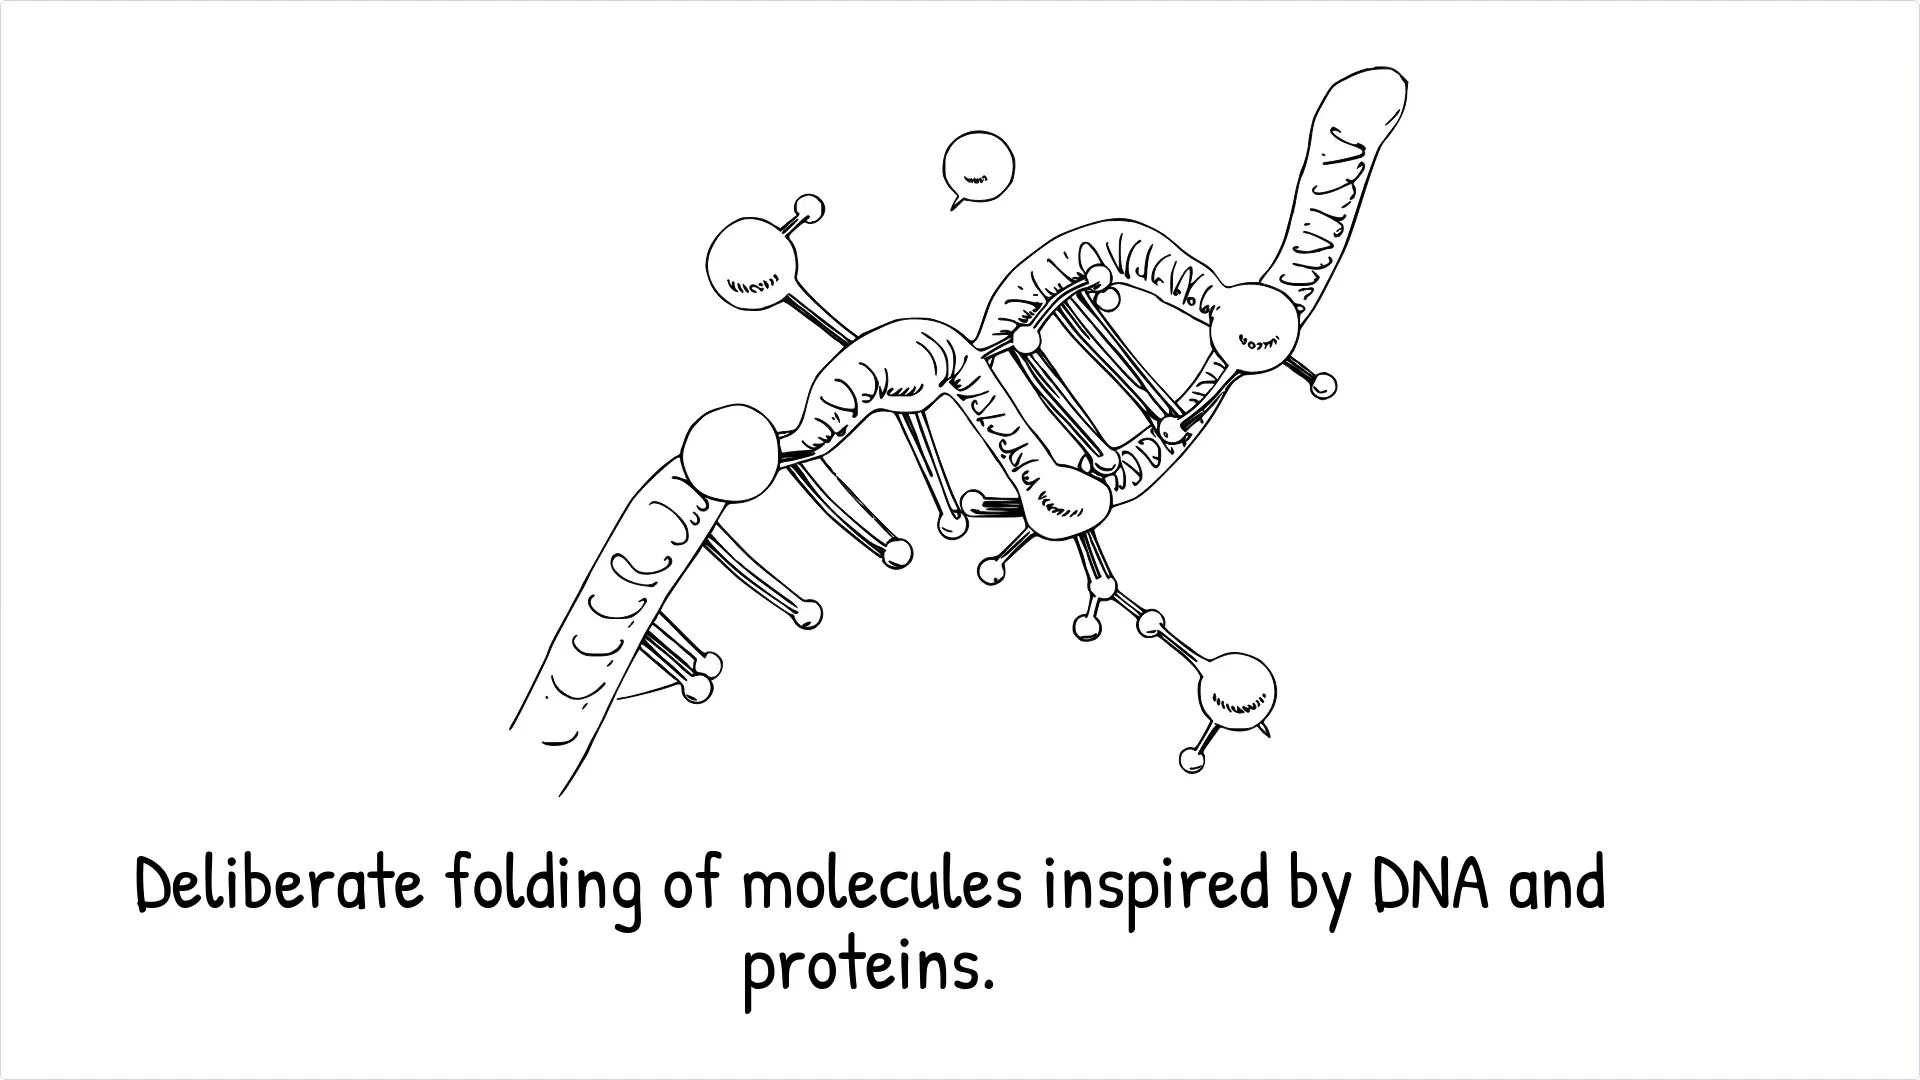 Deliberate folding of molecules inspired by DNA and
proteins.